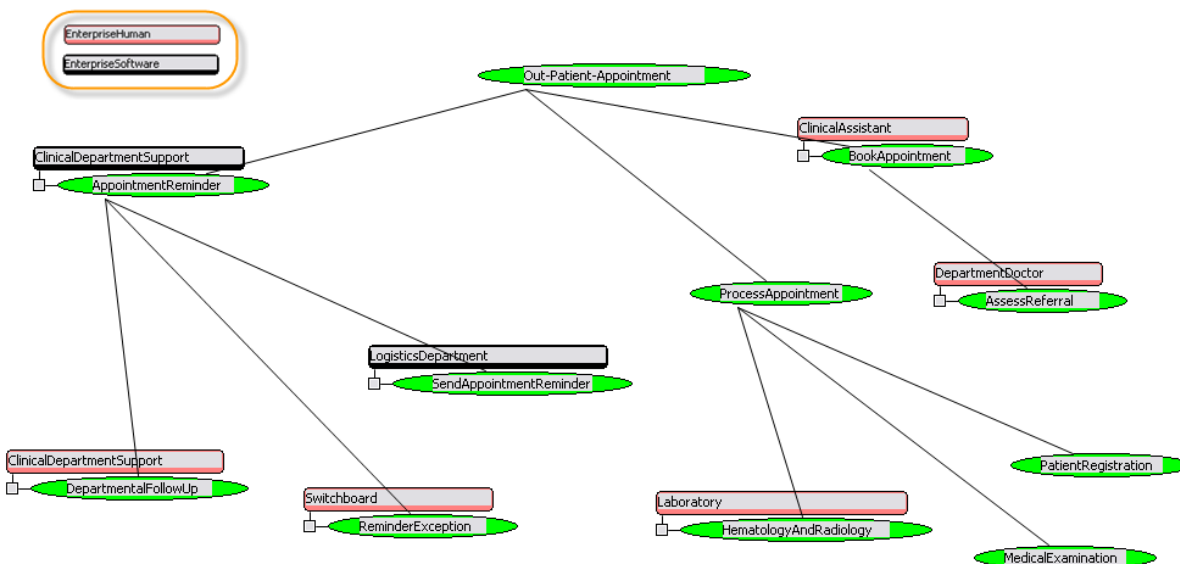 EnterpriseHuman
EnterpriseSoftware
Out-Patient-Appointment
ClinicalAssistant
BookAppointment
ClinicalDepartmentSupport
AppointmentReminder
DepartmentDoctor
AssessReferral
ProcessAppointment
LogisticsDepartment
SendAppointmentReminder
ClinicalDepartmentSupport
DepartmentalFollowUp
PatientRegistration
Switchboard
ReminderException
Laboratory
HematologyAndRadiology
MedicalExamination